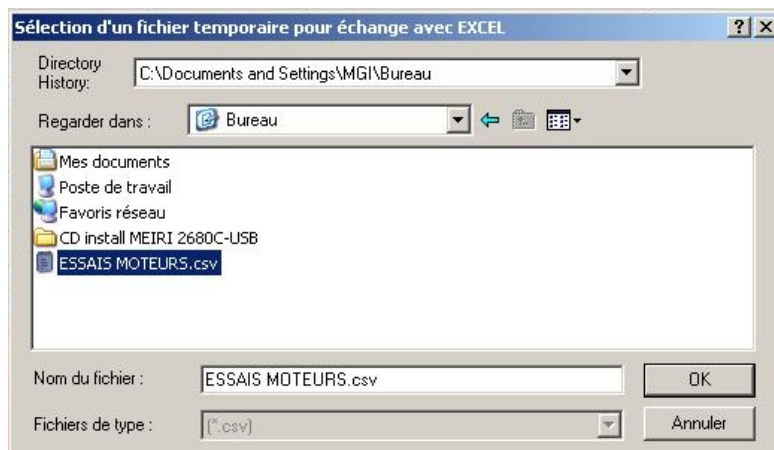 Sélection d'un fichier temporaire pour échange avec EXCEL
Directory History: C:\Documents and Settings\MGI\Bureau
Regarder dans : Bureau
Mes documents
Poste de travail
Favoris réseau
CD install MEIRI 2680C-USB
ESSAIS MOTEURS.csv
Nom du fichier : ESSAIS MOTEURS.csv OK
Fichiers de type : (*.csv) Annuler